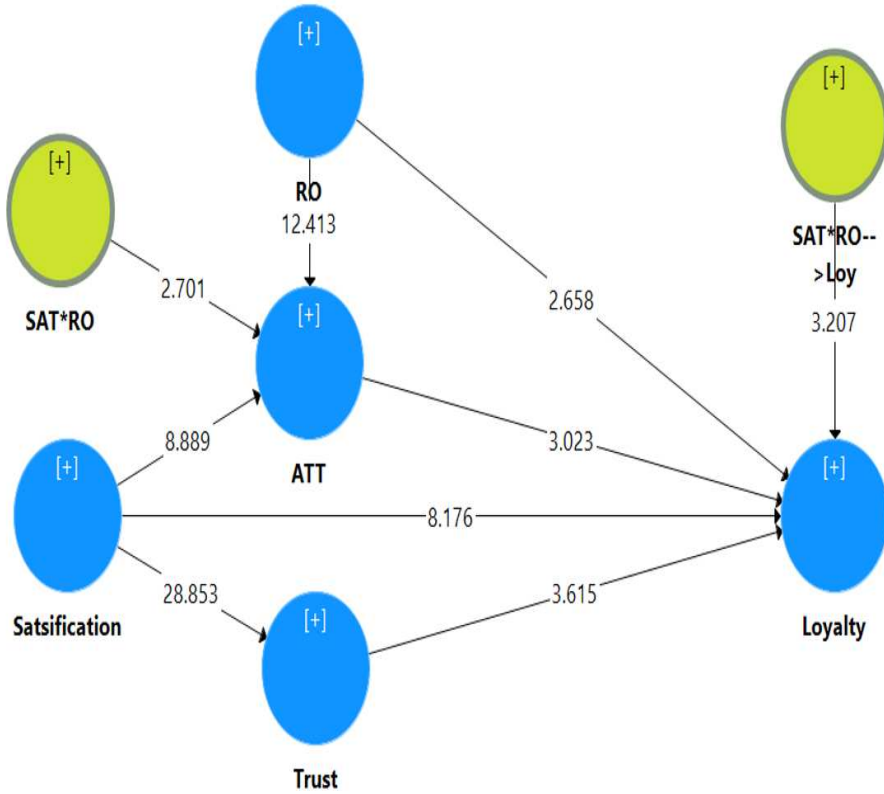 [+]
RO
12.413
[+]
SAT*RO
2.701
[+]
SAT*RO--
>Loy
3.207
2.658
[+]
ATT
8.889
3.023
[+]
Satsification
8.176
28.853
[+]
Trust
3.615
[+]
Loyalty